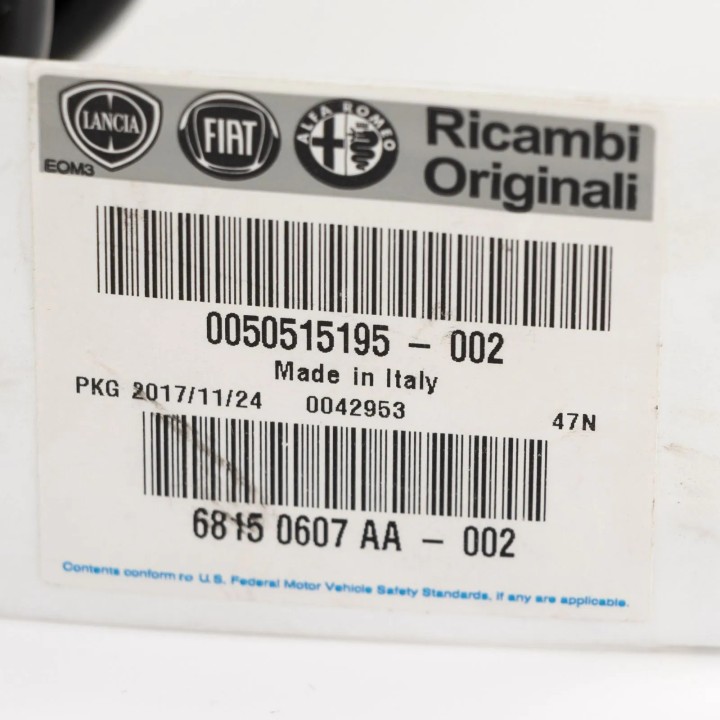 LANCIA FIAT ALFA ROMEO Ricambi
Originali
EOM3
0050515195 – 002
Made in Italy
PKG 2017/11/24 0042953 47N
6815 0607 AA – 002
Contents conform to U.S. Federal Motor Vehicle Safety Standards, if any are applicable.